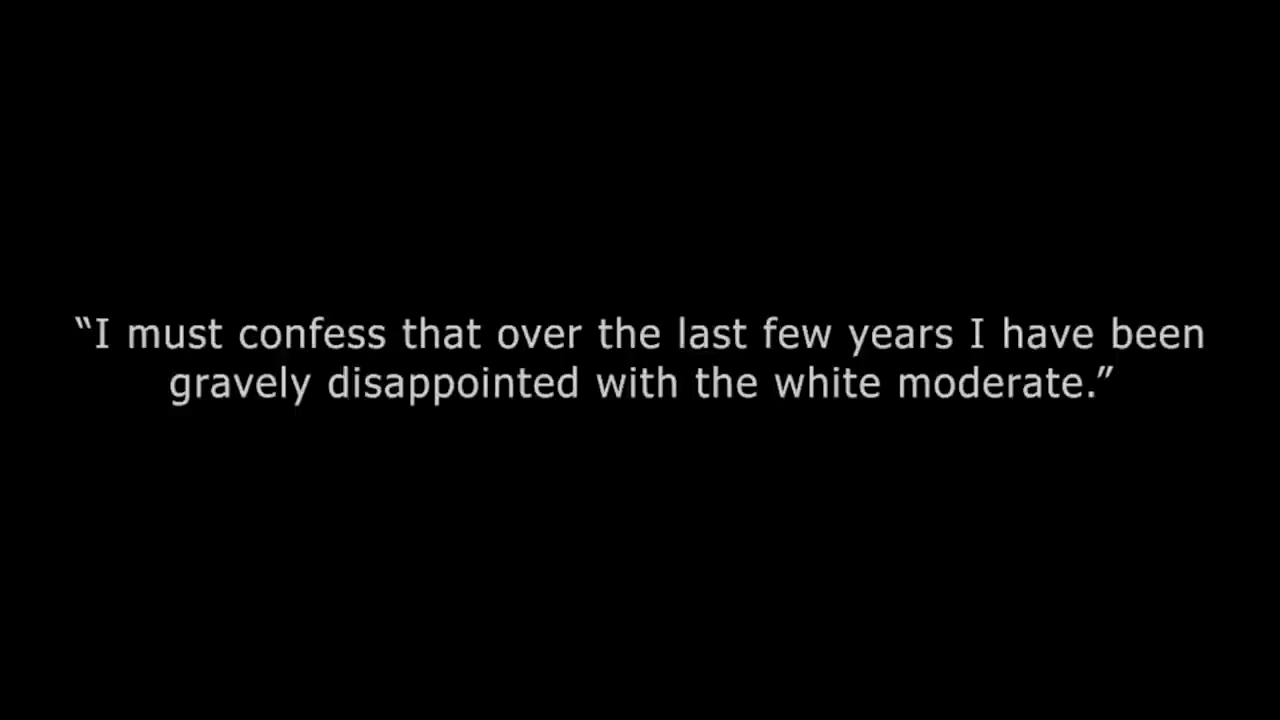 “I must confess that over the last few years I have been
gravely disappointed with the white moderate.”